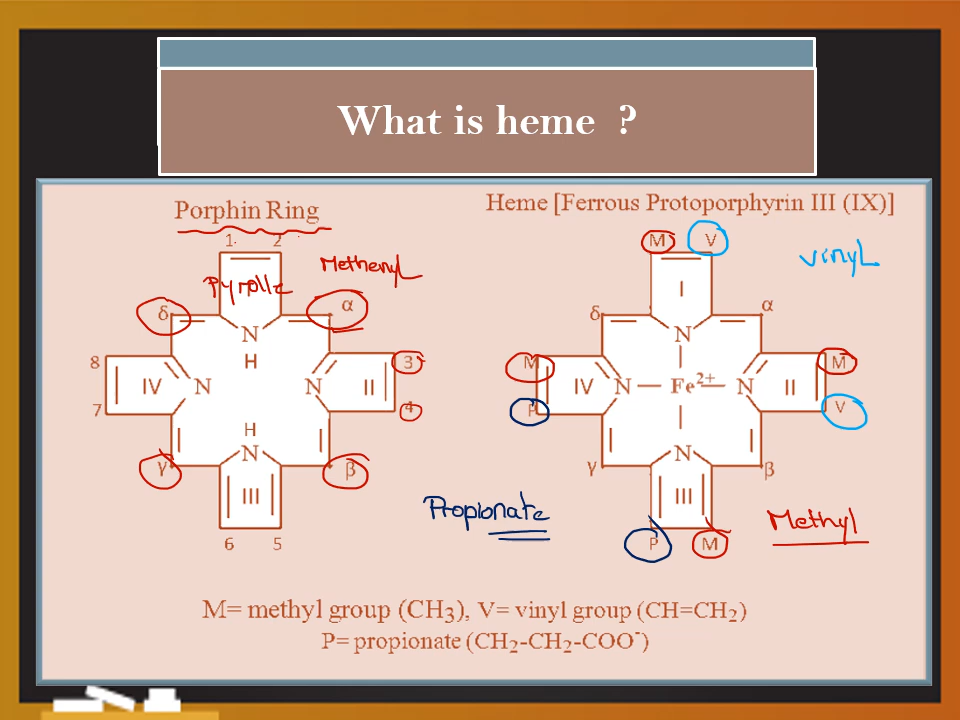 What is heme ?
Porphin Ring
1 2
Pyrolle
Methenyl
δ α
N
H
8 3
IV N N II
7 4
H
N
γ β
III
6 5
Heme [Ferrous Protoporphyrin III (IX)]
M V
Vinyl
I
δ α
N
M M
IV N Fe2+ N II
P V
N
γ β
III
Propionate
Methyl
P M
M= methyl group (CH3), V= vinyl group (CH=CH2)
P= propionate (CH2-CH2-COO-)